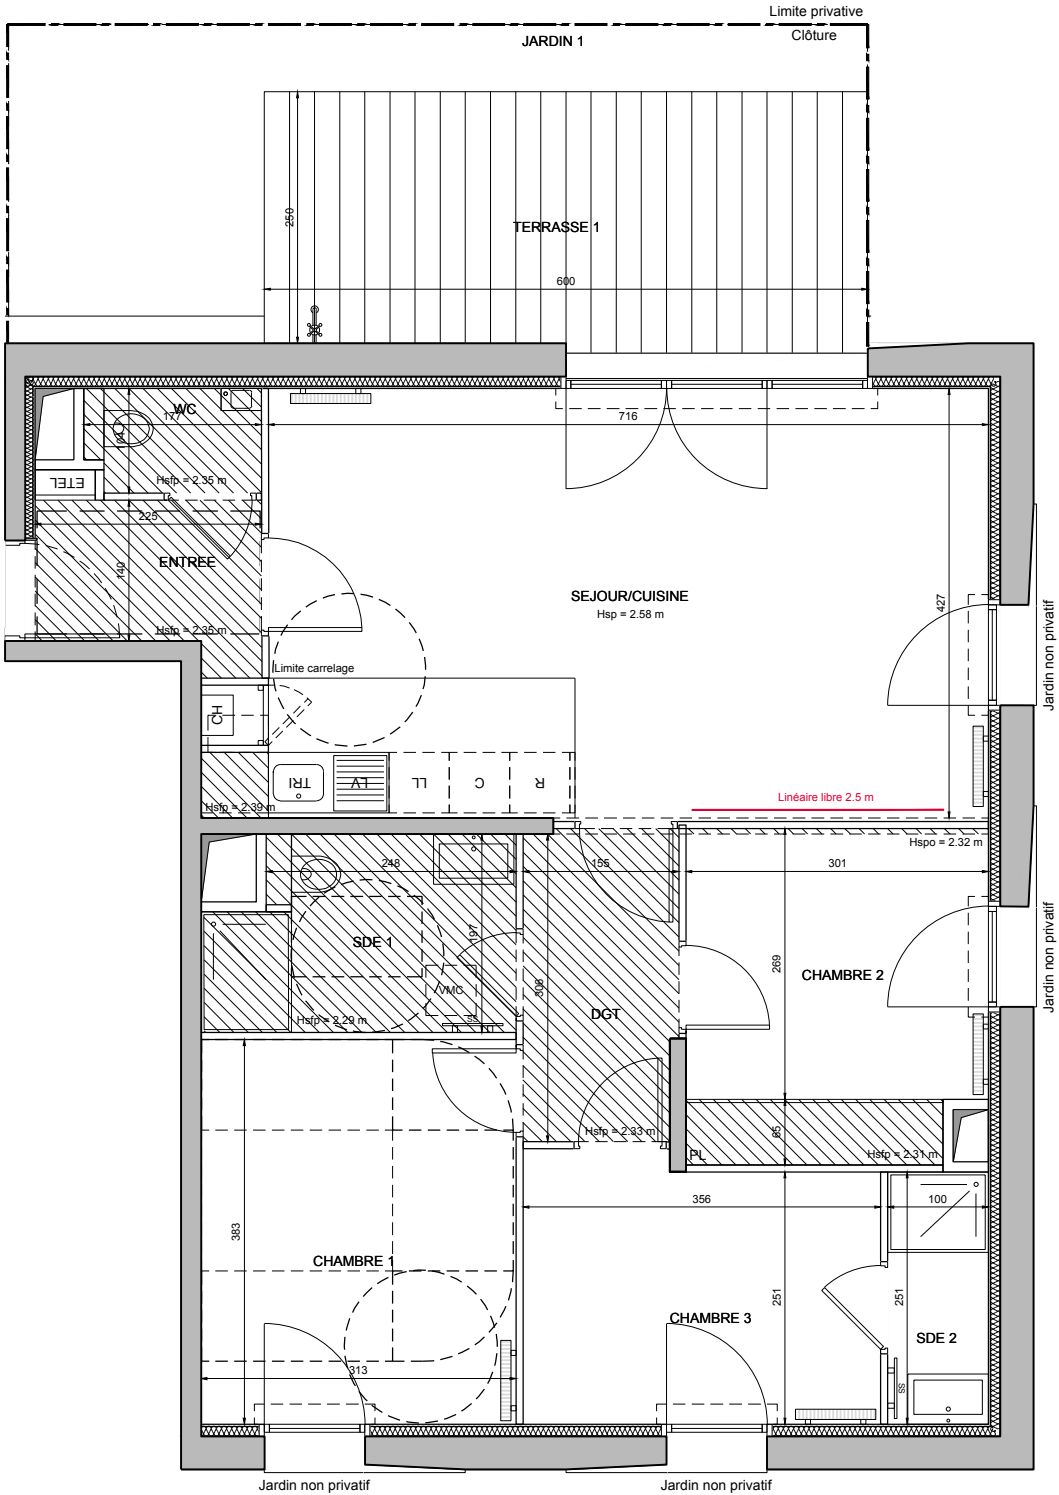 Limite privative
Clôture
JARDIN 1
250
TERRASSE 1
600
WC
177
104
716
Hsfp = 2.35 m
ETEL
225
ENTREE
140
Hsfp = 2.35 m
SEJOUR/CUISINE
Hsp = 2.58 m
427
Jardin non privatif
Limite carrelage
CH
TRI
LV
LL
C
R
Hsfp = 2.39 m
Linéaire libre 2.5 m
Hspo = 2.32 m
248
155
301
197
SDE 1
306
269
CHAMBRE 2
Jardin non privatif
VMC
SS
Hsfp = 2.29 m
DGT
Hsfp = 2.33 m
65
PL
Hsfp = 2.31 m
383
356
100
CHAMBRE 1
251
251
CHAMBRE 3
SDE 2
313
SS
Jardin non privatif
Jardin non privatif